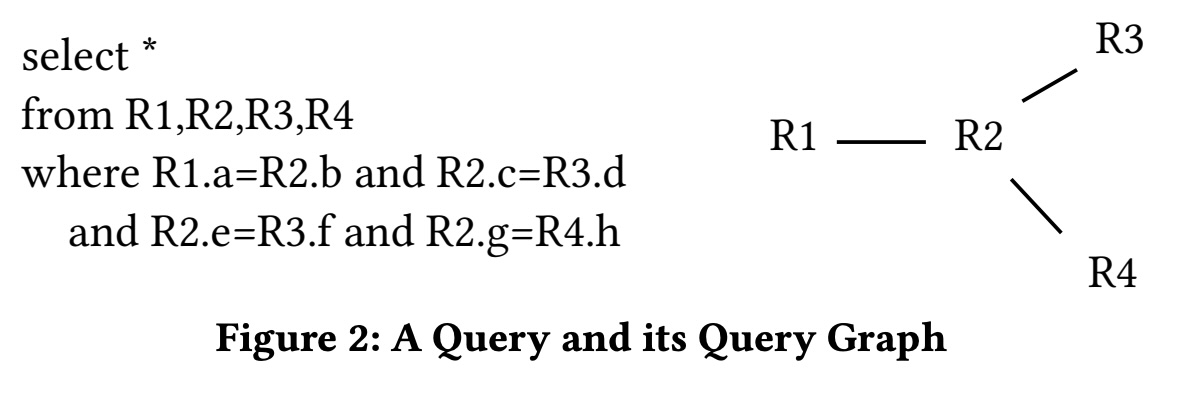 select *
from R1,R2,R3,R4
where R1.a=R2.b and R2.c=R3.d
and R2.e=R3.f and R2.g=R4.h
R3
R1
R2
R4
Figure 2: A Query and its Query Graph